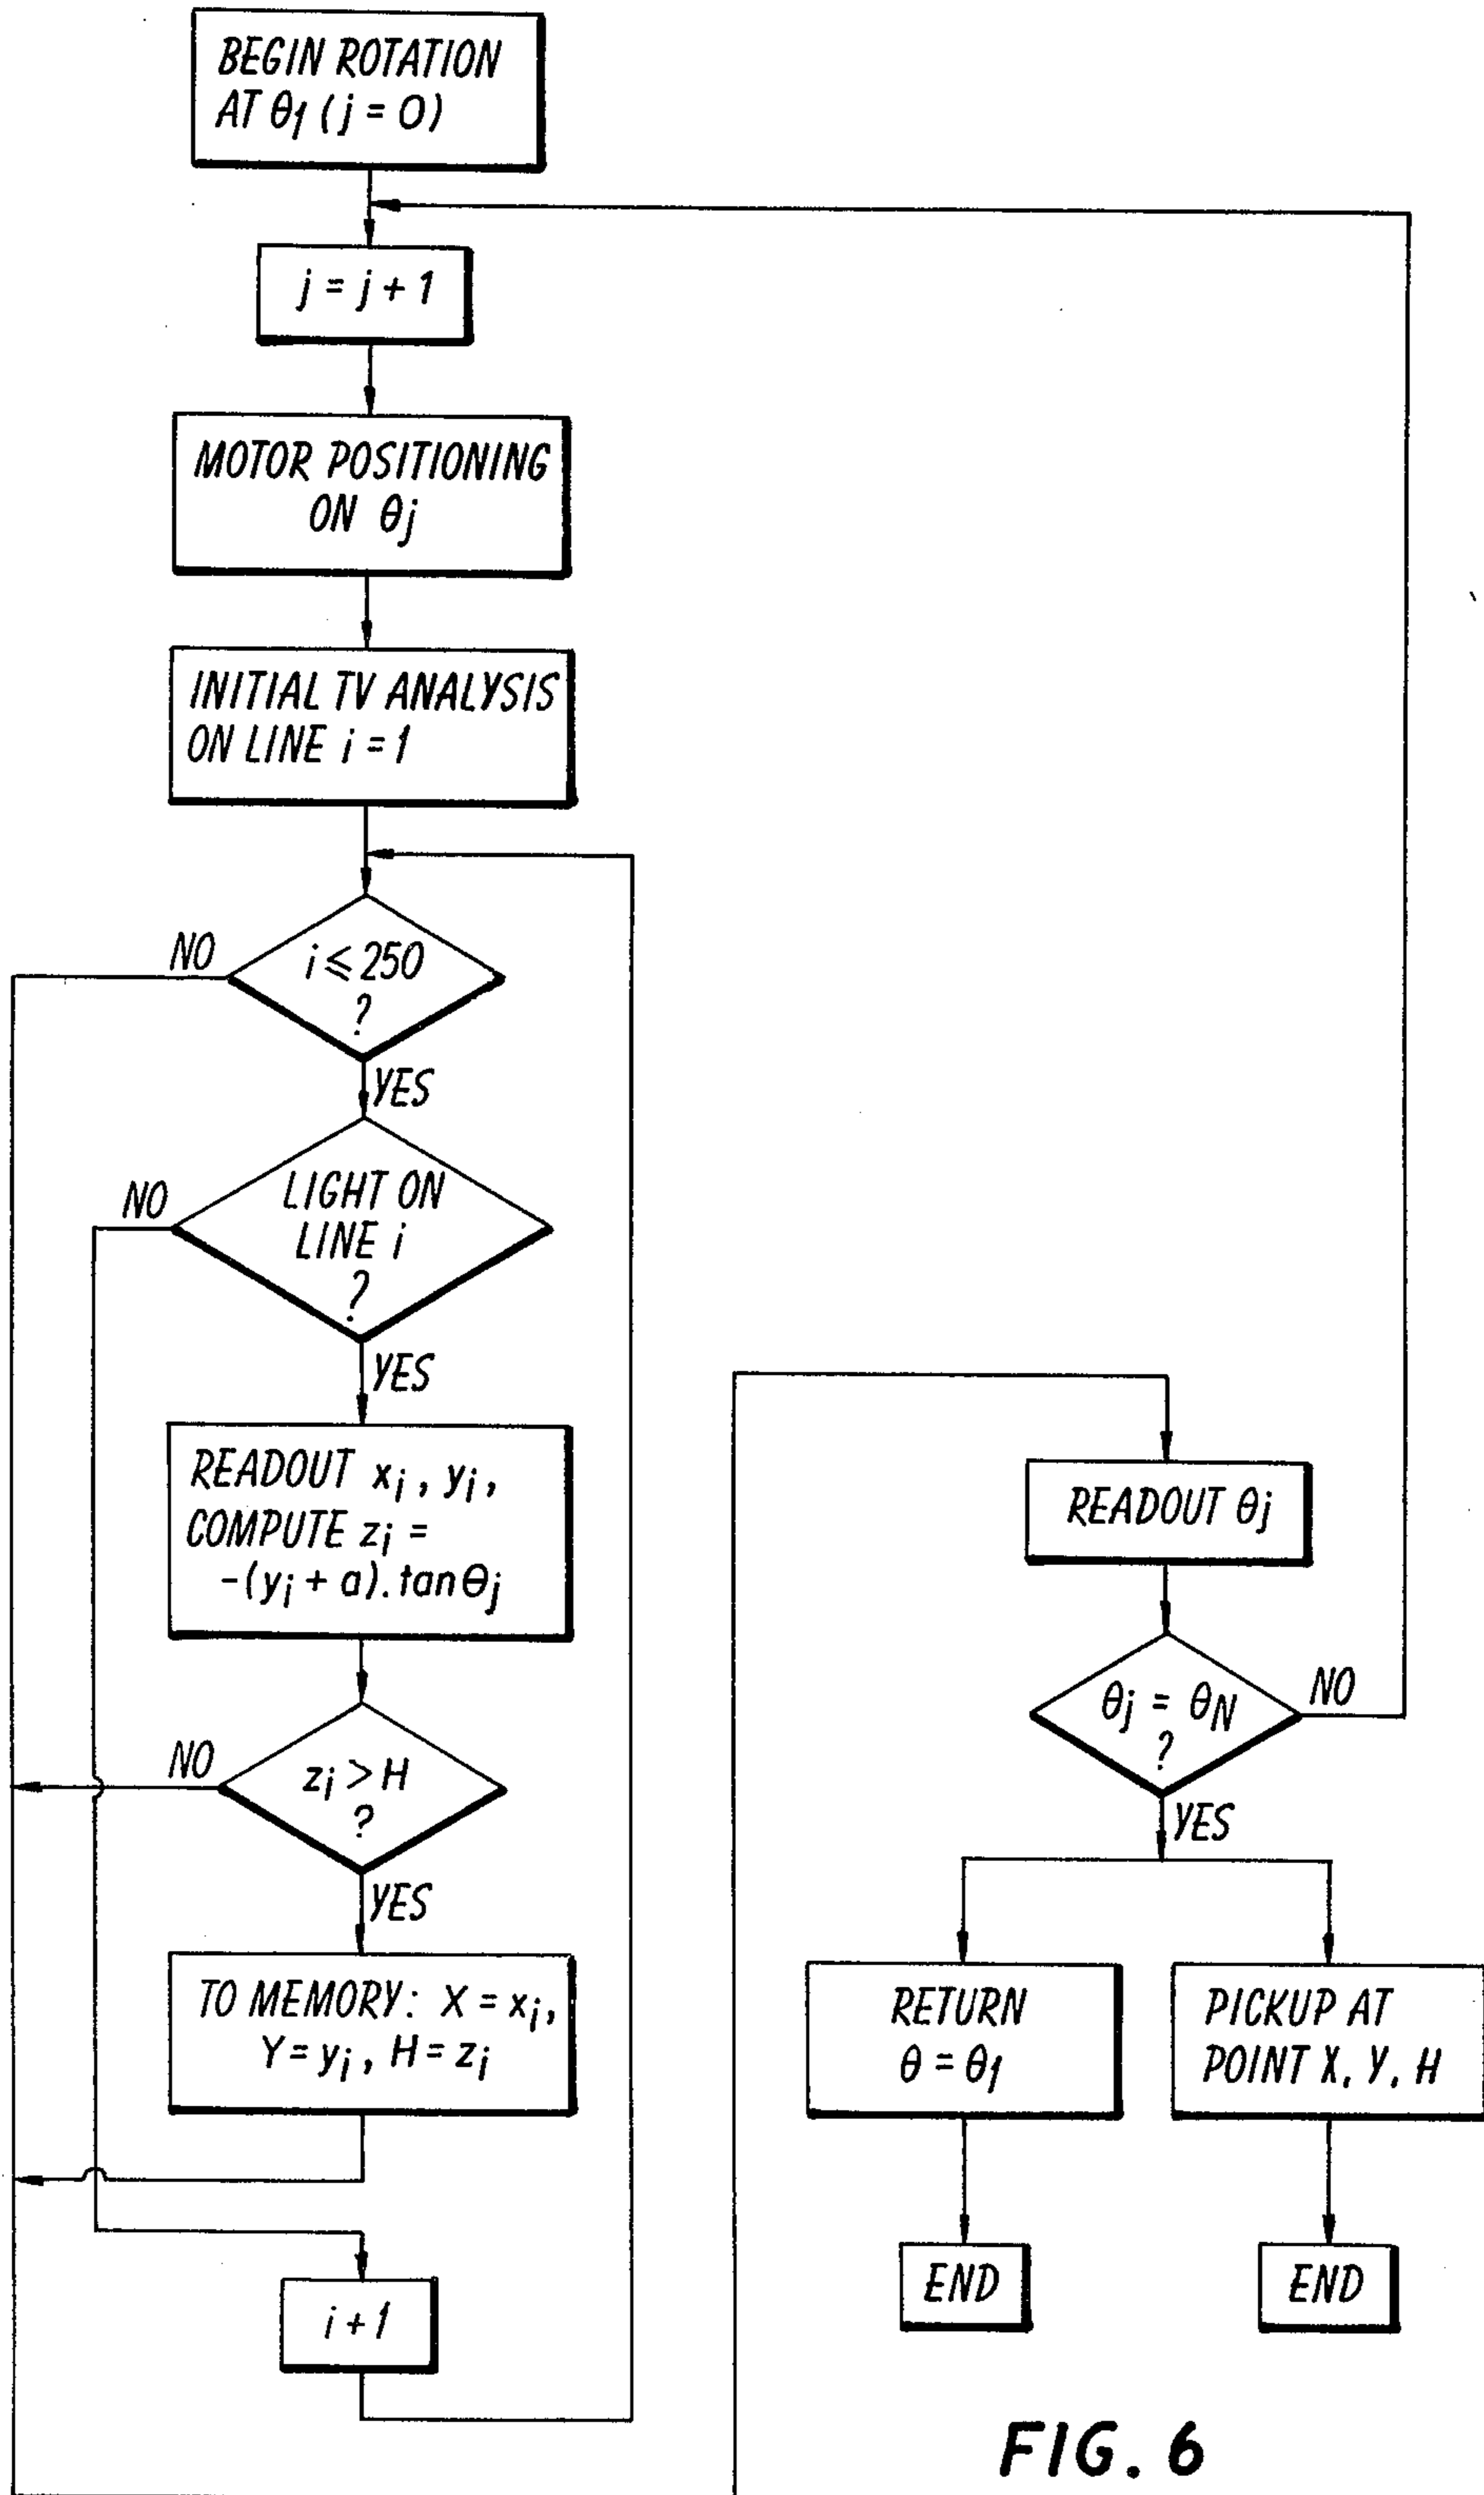 BEGIN ROTATION
AT θ1 (j = 0)
j = j + 1
MOTOR POSITIONING
ON θj
INITIAL TV ANALYSIS
ON LINE i = 1
NO
i ≤ 250
?
YES
NO
LIGHT ON
LINE i
?
YES
READOUT xi, yi,
COMPUTE zi =
-(yi + a).tanθj
NO
zi > H
?
YES
TO MEMORY: X = xi,
Y = yi, H = zi
i + 1
READOUT θj
θj = θN
?
NO
YES
RETURN
θ = θ1
PICKUP AT
POINT X, Y, H
END
END
FIG. 6